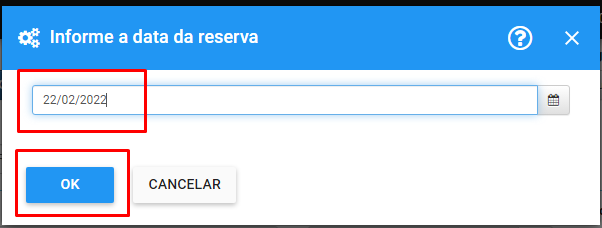 Informe a data da reserva
22/02/2022
OK
CANCELAR